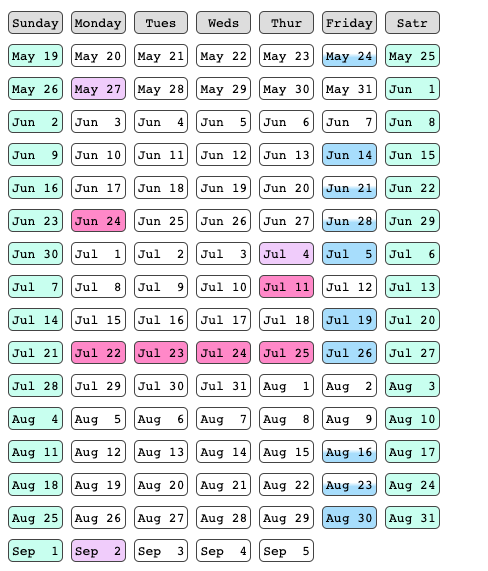 Sunday Monday Tues Weds Thur Friday Satr
May 19 May 20 May 21 May 22 May 23 May 24 May 25
May 26 May 27 May 28 May 29 May 30 May 31 Jun 1
Jun 2 Jun 3 Jun 4 Jun 5 Jun 6 Jun 7 Jun 8
Jun 9 Jun 10 Jun 11 Jun 12 Jun 13 Jun 14 Jun 15
Jun 16 Jun 17 Jun 18 Jun 19 Jun 20 Jun 21 Jun 22
Jun 23 Jun 24 Jun 25 Jun 26 Jun 27 Jun 28 Jun 29
Jun 30 Jul 1 Jul 2 Jul 3 Jul 4 Jul 5 Jul 6
Jul 7 Jul 8 Jul 9 Jul 10 Jul 11 Jul 12 Jul 13
Jul 14 Jul 15 Jul 16 Jul 17 Jul 18 Jul 19 Jul 20
Jul 21 Jul 22 Jul 23 Jul 24 Jul 25 Jul 26 Jul 27
Jul 28 Jul 29 Jul 30 Jul 31 Aug 1 Aug 2 Aug 3
Aug 4 Aug 5 Aug 6 Aug 7 Aug 8 Aug 9 Aug 10
Aug 11 Aug 12 Aug 13 Aug 14 Aug 15 Aug 16 Aug 17
Aug 18 Aug 19 Aug 20 Aug 21 Aug 22 Aug 23 Aug 24
Aug 25 Aug 26 Aug 27 Aug 28 Aug 29 Aug 30 Aug 31
Sep 1 Sep 2 Sep 3 Sep 4 Sep 5